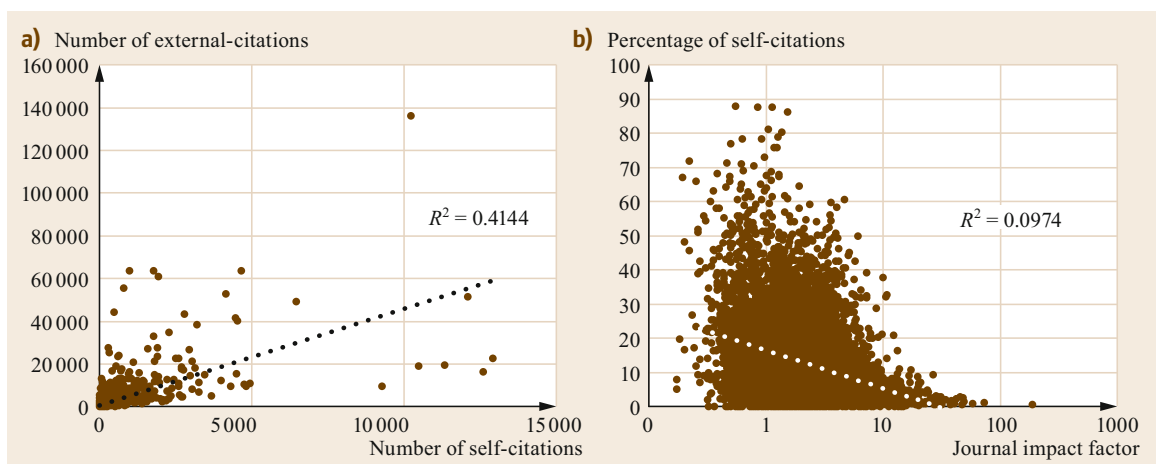 a) Number of external-citations
160 000
140 000
120 000
100 000
80 000
60 000
40 000
20 000
0
R² = 0.4144
0 5000 10 000 15 000
Number of self-citations
b) Percentage of self-citations
100
90
80
70
60
50
40
30
20
10
0
R² = 0.0974
0 1 10 100 1000
Journal impact factor